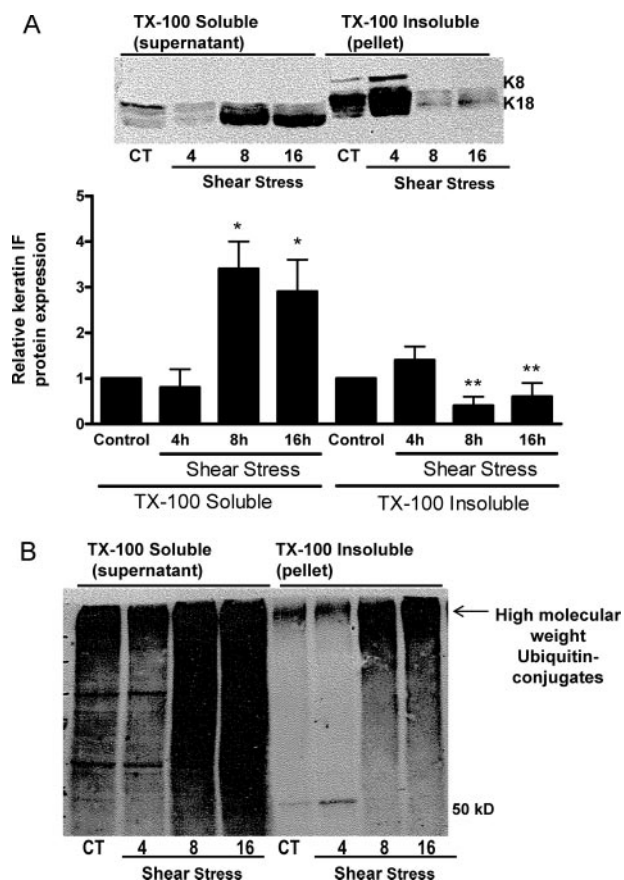 A
TX-100 Soluble
(supernatant)
TX-100 Insoluble
(pellet)
K8
K18
CT 4 8 16 CT 4 8 16
Shear Stress Shear Stress
Relative keratin IF
protein expression
5
4
3
2
1
0
* * ** **
Control 4h 8h 16h Control 4h 8h 16h
Shear Stress Shear Stress
TX-100 Soluble TX-100 Insoluble
B
TX-100 Soluble
(supernatant)
TX-100 Insoluble
(pellet)
High molecular
weight
Ubiquitin-
conjugates
50 kD
CT 4 8 16 CT 4 8 16
Shear Stress Shear Stress